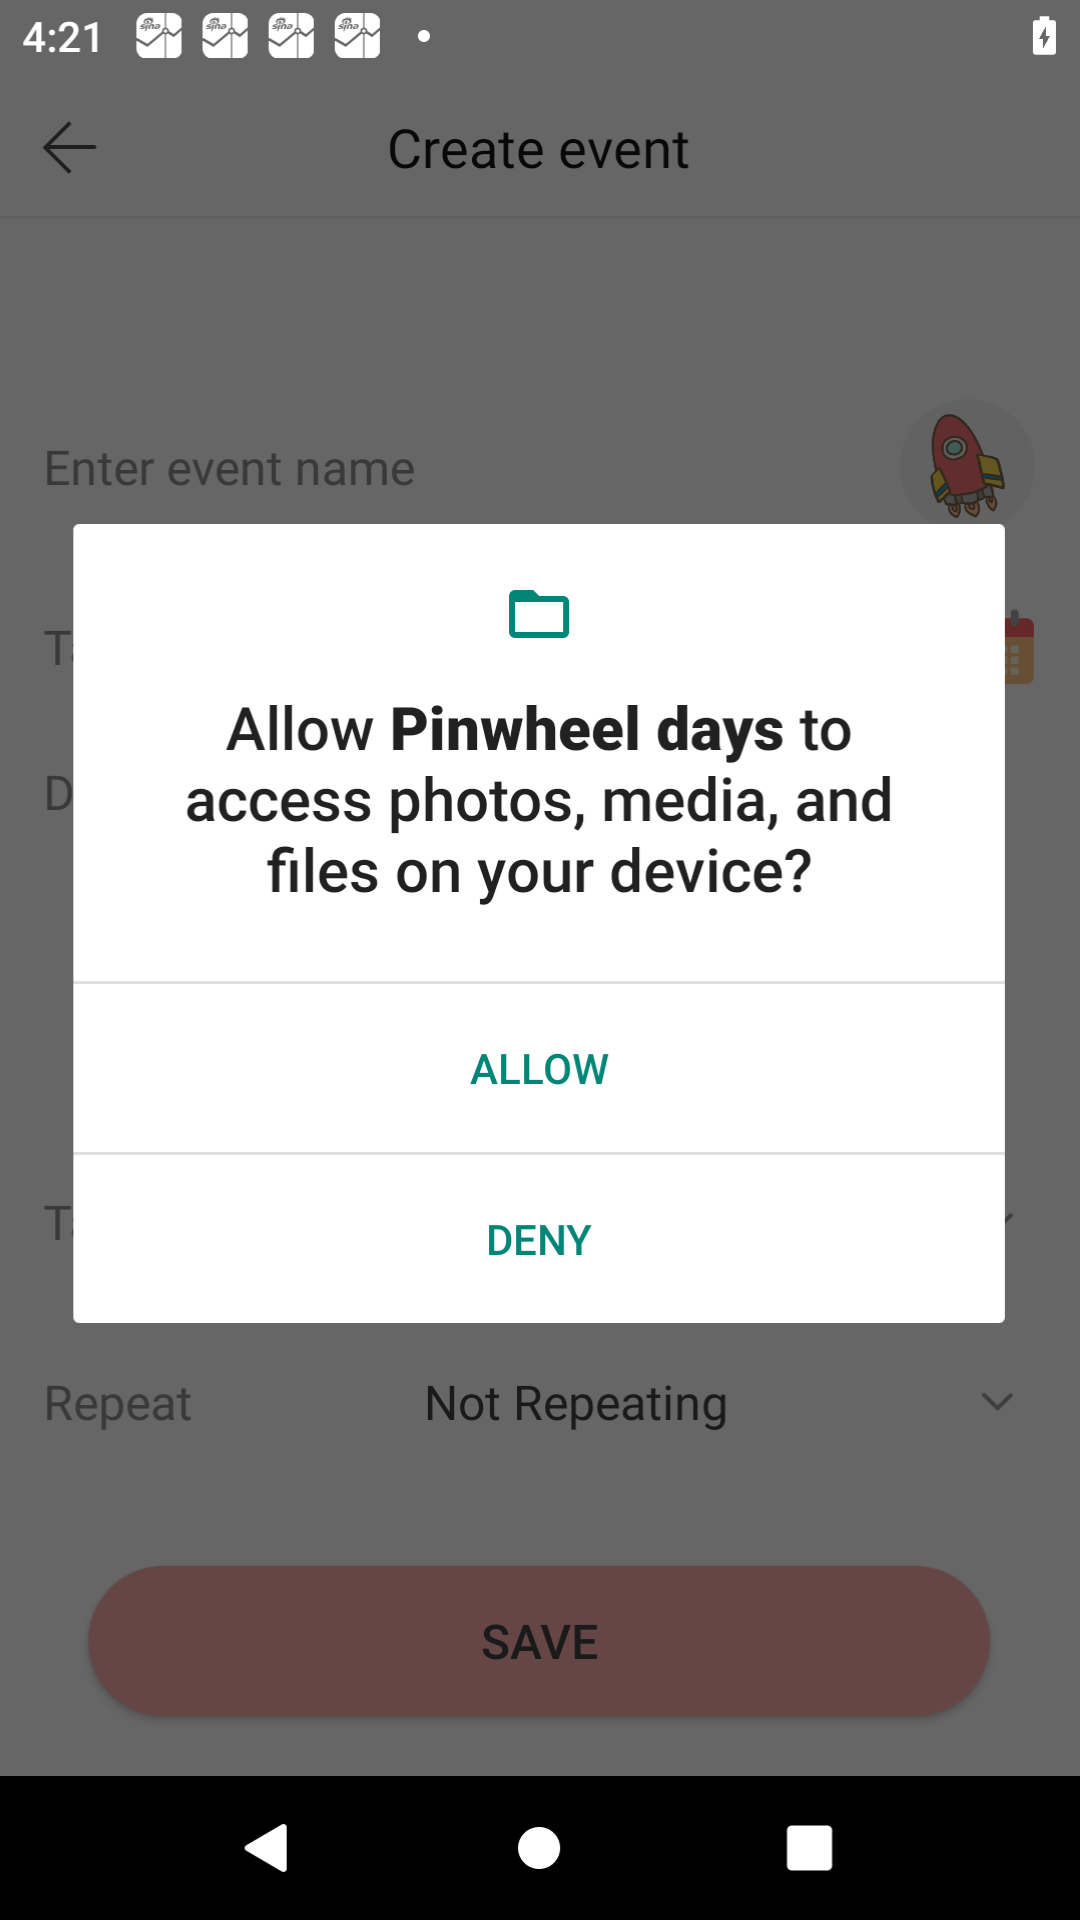 4:21
Create event
Enter event name
Allow Pinwheel days to
access photos, media, and
files on your device?
ALLOW
DENY
Repeat
Not Repeating
SAVE